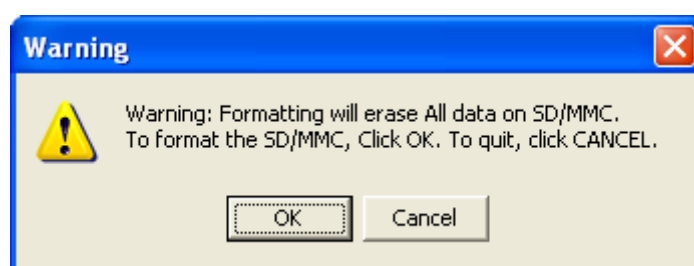 Warning
Warning: Formatting will erase All data on SD/MMC.
To format the SD/MMC, Click OK. To quit, click CANCEL.
OK Cancel